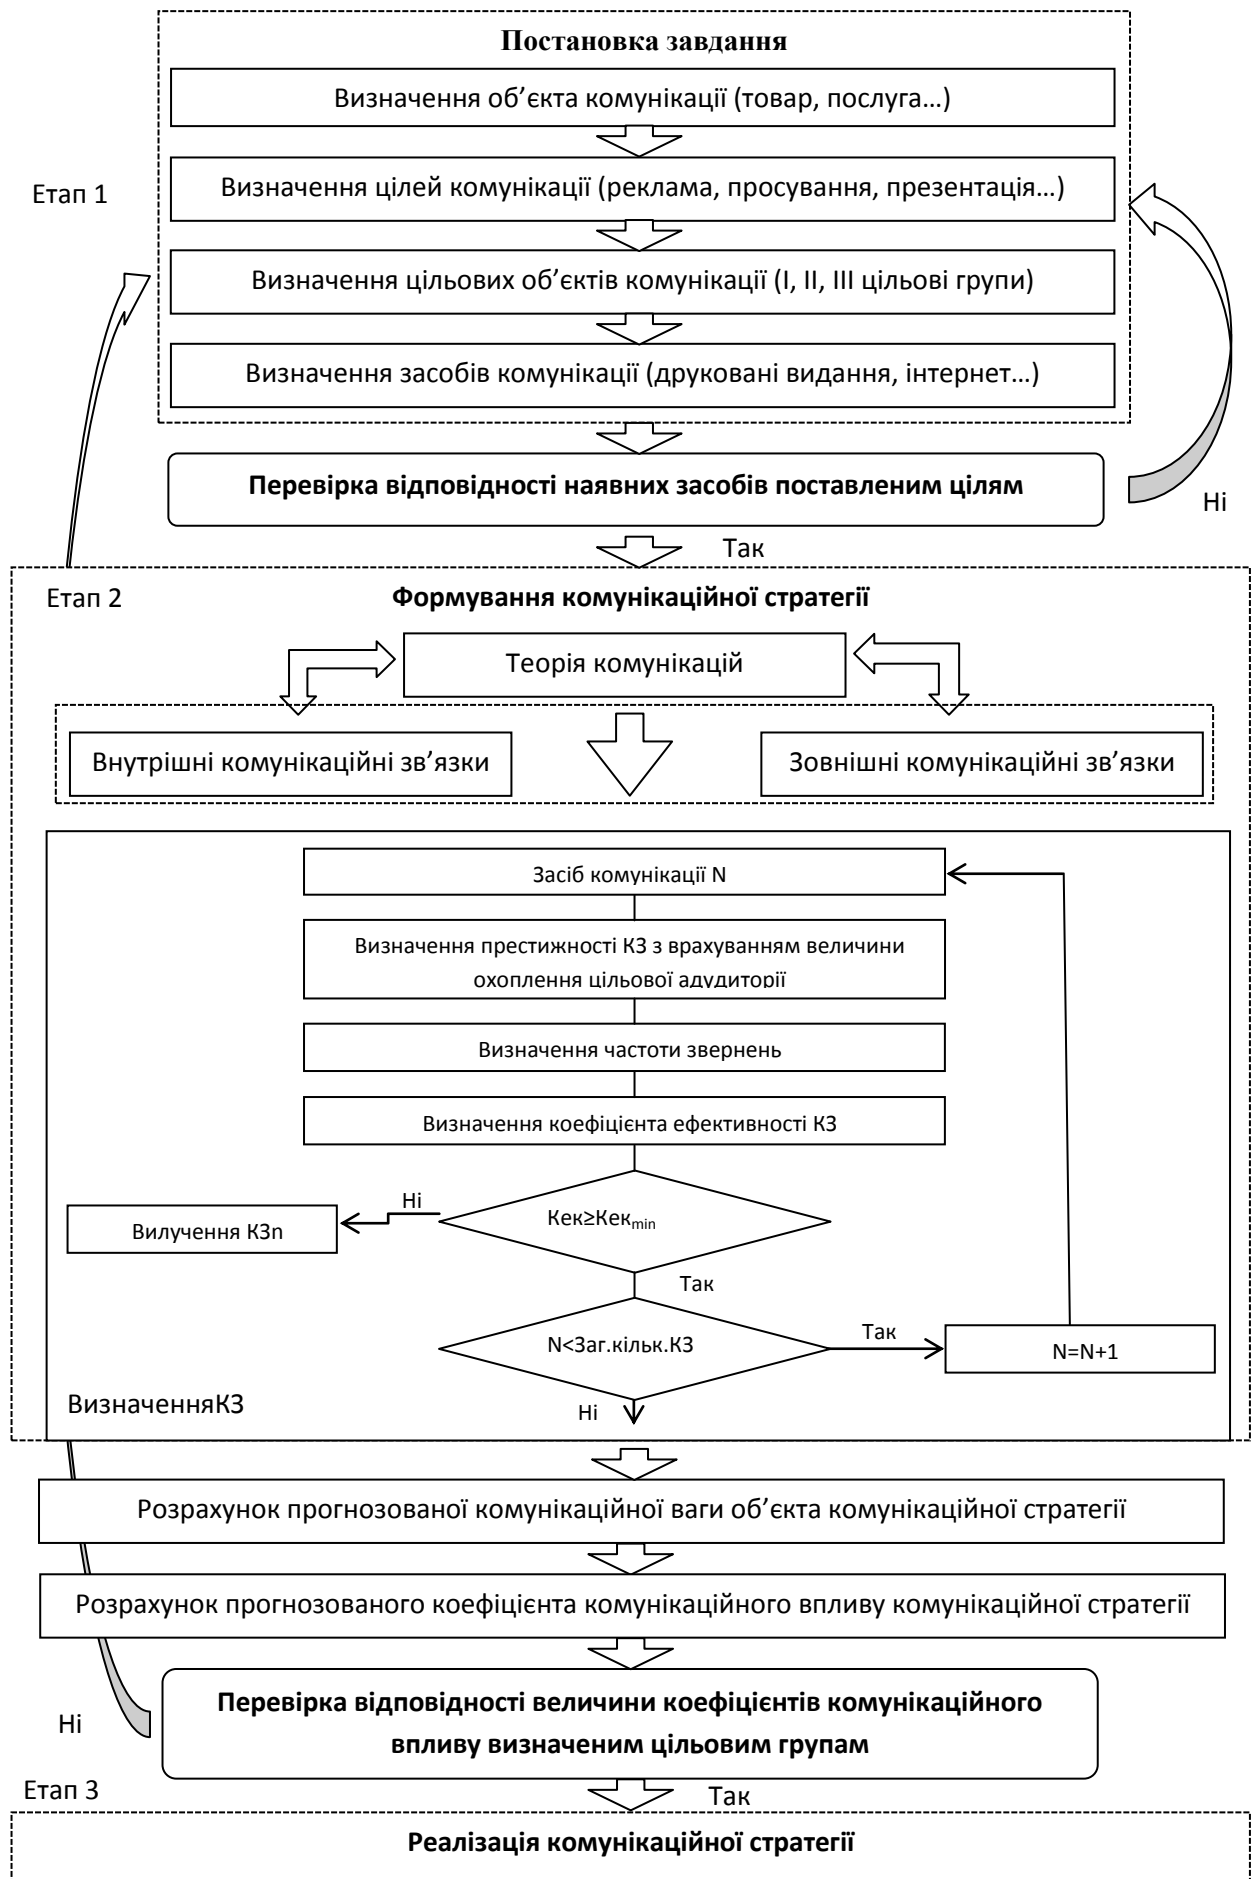 Постановка завдання
Визначення об’єкта комунікації (товар, послуга…)
Етап 1
Визначення цілей комунікації (реклама, просування, презентація…)
Визначення цільових об’єктів комунікації (І, ІІ, ІІІ цільові групи)
Визначення засобів комунікації (друковані видання, інтернет…)
Перевірка відповідності наявних засобів поставленим цілям
Ні
Так
Етап 2
Формування комунікаційної стратегії
Теорія комунікацій
Внутрішні комунікаційні зв’язки
Зовнішні комунікаційні зв’язки
Засіб комунікації N
Визначення престижності КЗ з врахуванням величини
охоплення цільової адудиторії
Визначення частоти звернень
Визначення коефіцієнта ефективності КЗ
Ні
Кек≥Кекmin
Вилучення КЗn
Так
N<Заг.кільк.КЗ
Так
N=N+1
ВизначенняКЗ
Ні
Розрахунок прогнозованої комунікаційної ваги об’єкта комунікаційної стратегії
Розрахунок прогнозованого коефіцієнта комунікаційного впливу комунікаційної стратегії
Перевірка відповідності величини коефіцієнтів комунікаційного
впливу визначеним цільовим групам
Ні
Етап 3
Так
Реалізація комунікаційної стратегії